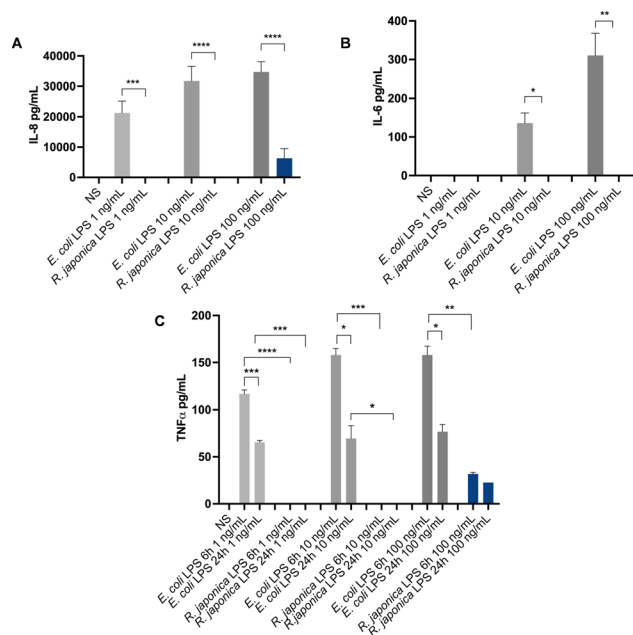 A
IL-8 pg/mL
40000
30000
20000
10000
0
***
****
****
NS
E. coli LPS 1 ng/mL
R. japonica LPS 1 ng/mL
E. coli LPS 10 ng/mL
R. japonica LPS 10 ng/mL
E. coli LPS 100 ng/mL
R. japonica LPS 100 ng/mL
B
IL-6 pg/mL
400
300
200
100
0
*
**
NS
E. coli LPS 1 ng/mL
R. japonica LPS 1 ng/mL
E. coli LPS 10 ng/mL
R. japonica LPS 10 ng/mL
E. coli LPS 100 ng/mL
R. japonica LPS 100 ng/mL
C
TNFα pg/mL
200
150
100
50
0
***
****
***
***
*
*
**
*
NS
E. coli LPS 6h 1 ng/mL
E. coli LPS 24h 1 ng/mL
R. japonica LPS 6h 1 ng/mL
R. japonica LPS 24h 1 ng/mL
E. coli LPS 6h 10 ng/mL
E. coli LPS 24h 10 ng/mL
R. japonica LPS 6h 10 ng/mL
R.japonica LPS 24h 10 ng/mL
E. coli LPS 6h 100 ng/mL
E. coli LPS 24h 100 ng/mL
R. japonica LPS 6h 100 ng/mL
R. japonica LPS 24h 100 ng/mL